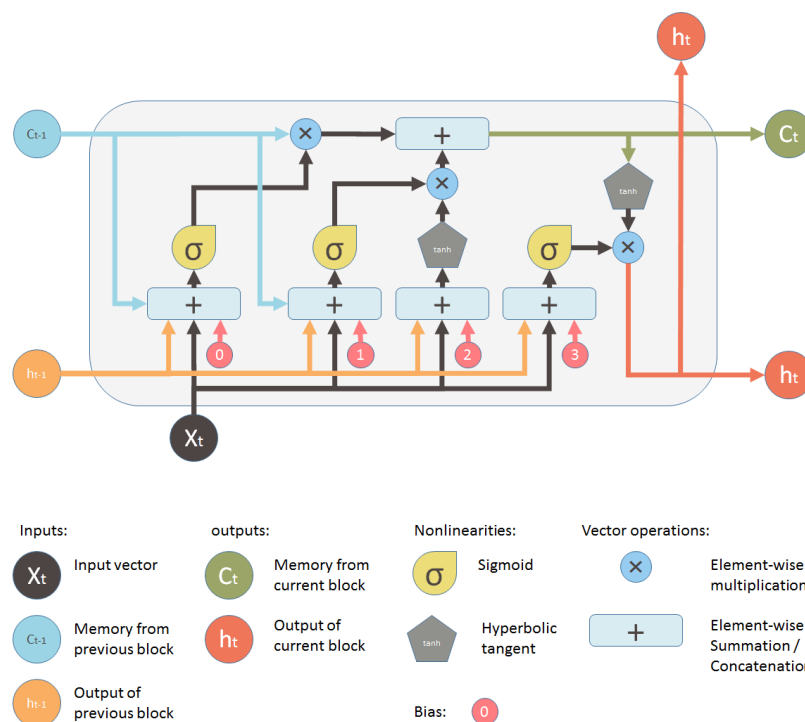 ht
Ct-1
×
+
Ct
×
tanh
σ
σ
tanh
σ
×
+
+
+
+
0
1
2
3
ht-1
ht
Xt
Inputs:
outputs:
Nonlinearities:
Vector operations:
Xt
Input vector
Ct
Memory from
current block
σ
Sigmoid
×
Element-wise
multiplication
Ct-1
Memory from
previous block
ht
Output of
current block
tanh
Hyperbolic
tangent
+
Element-wise
Summation /
Concatenation
ht-1
Output of
previous block
Bias:
0